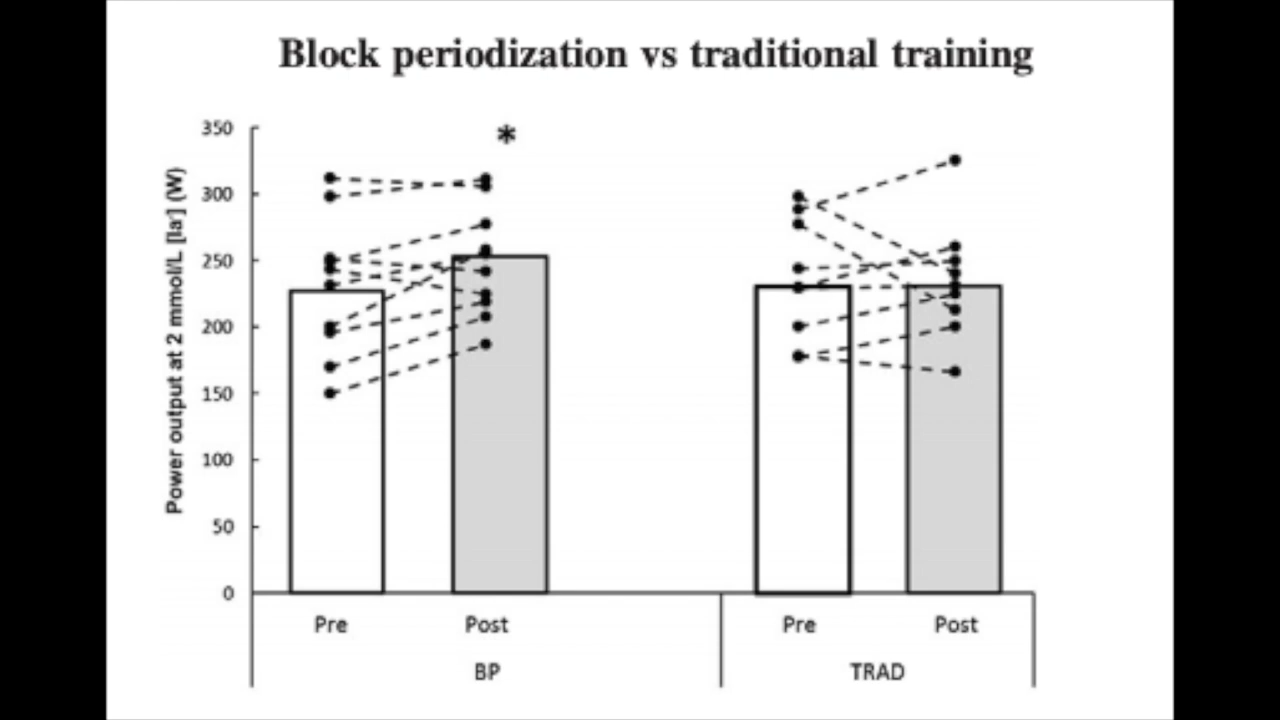 Block periodization vs traditional training
*
Power output at 2 mmol/L [la-] (W)
350
300
250
200
150
100
50
0
Pre Post Pre Post
BP TRAD